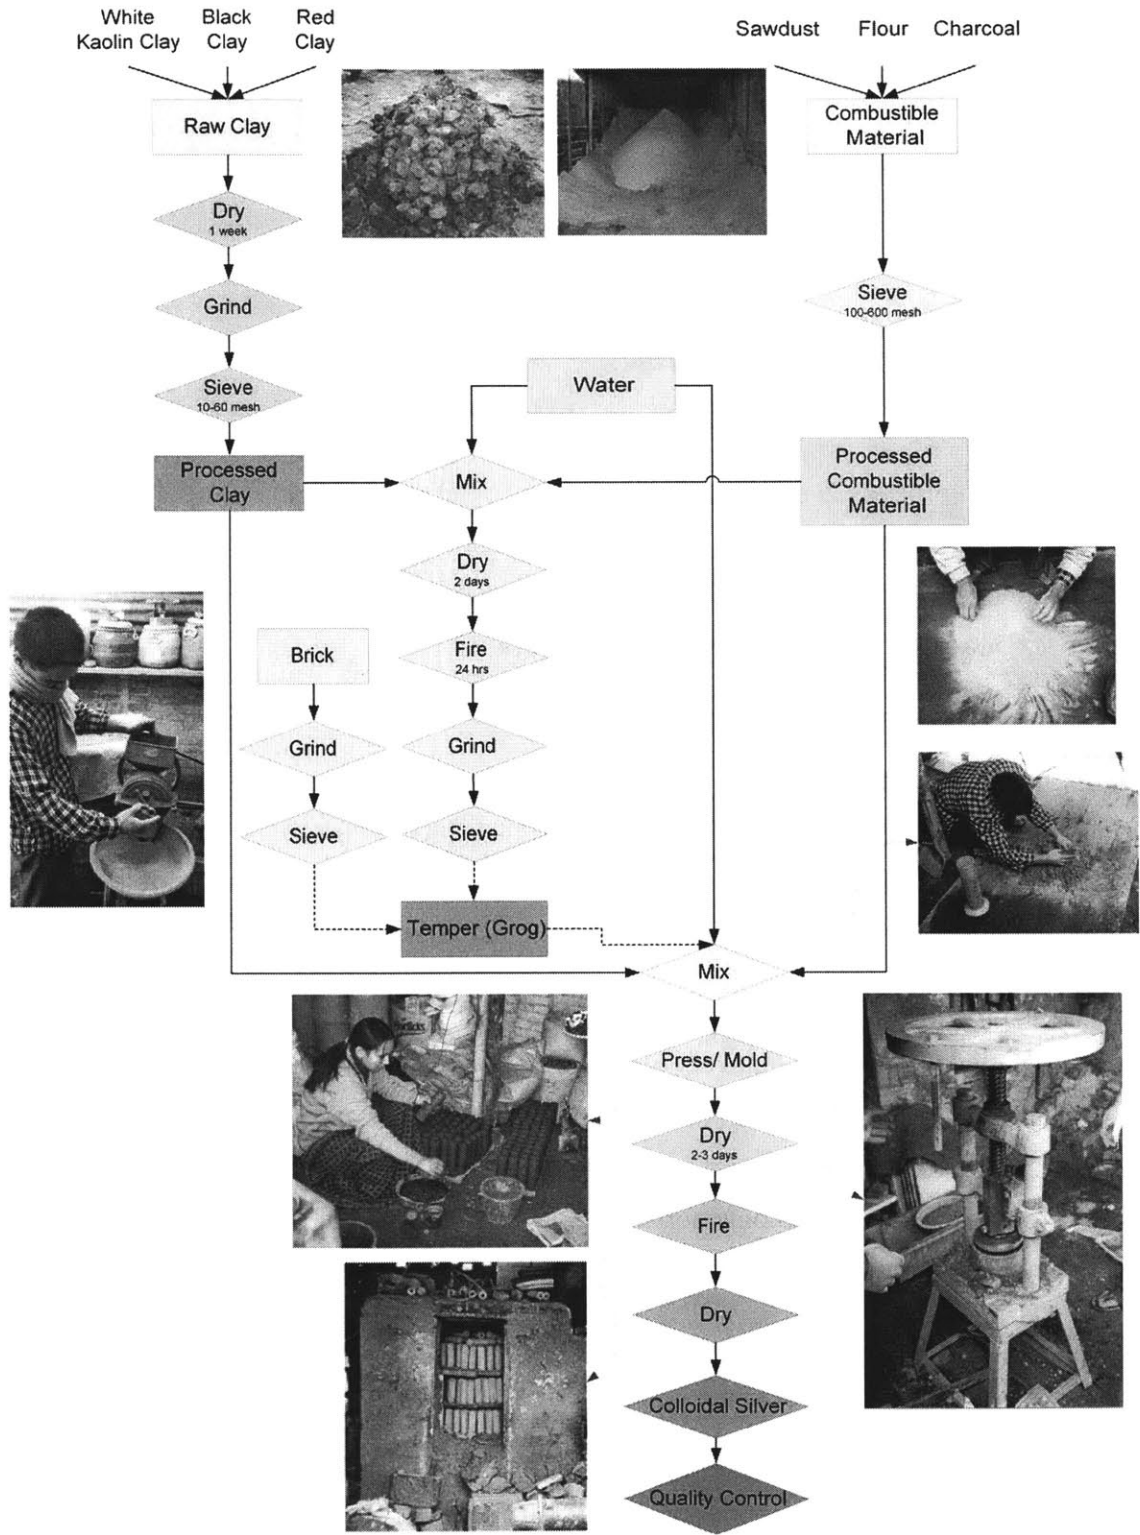 White
Kaolin Clay
Black
Clay
Red
Clay
Sawdust
Flour
Charcoal
Raw Clay
Combustible
Material
Dry
1 week
Grind
Sieve
100-600 mesh
Sieve
10-60 mesh
Water
Processed
Clay
Mix
Processed
Combustible
Material
Dry
2 days
Brick
Fire
24 hrs
Grind
Grind
Sieve
Sieve
Temper (Grog)
Mix
Press/ Mold
Dry
2-3 days
Fire
Dry
Colloidal Silver
Quality Control